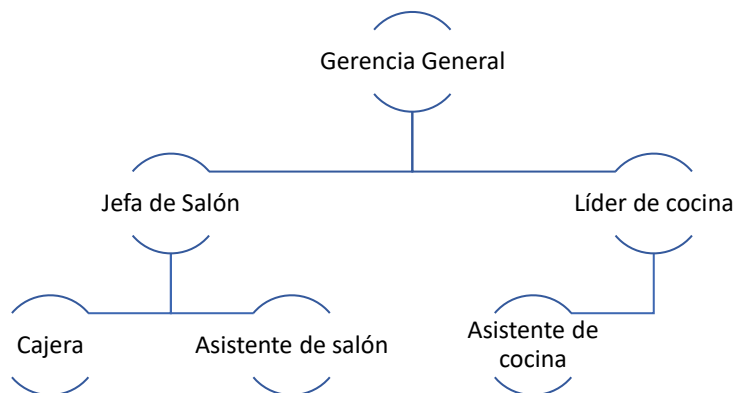 Gerencia General
Jefa de Salón
Líder de cocina
Cajera
Asistente de salón
Asistente de
cocina